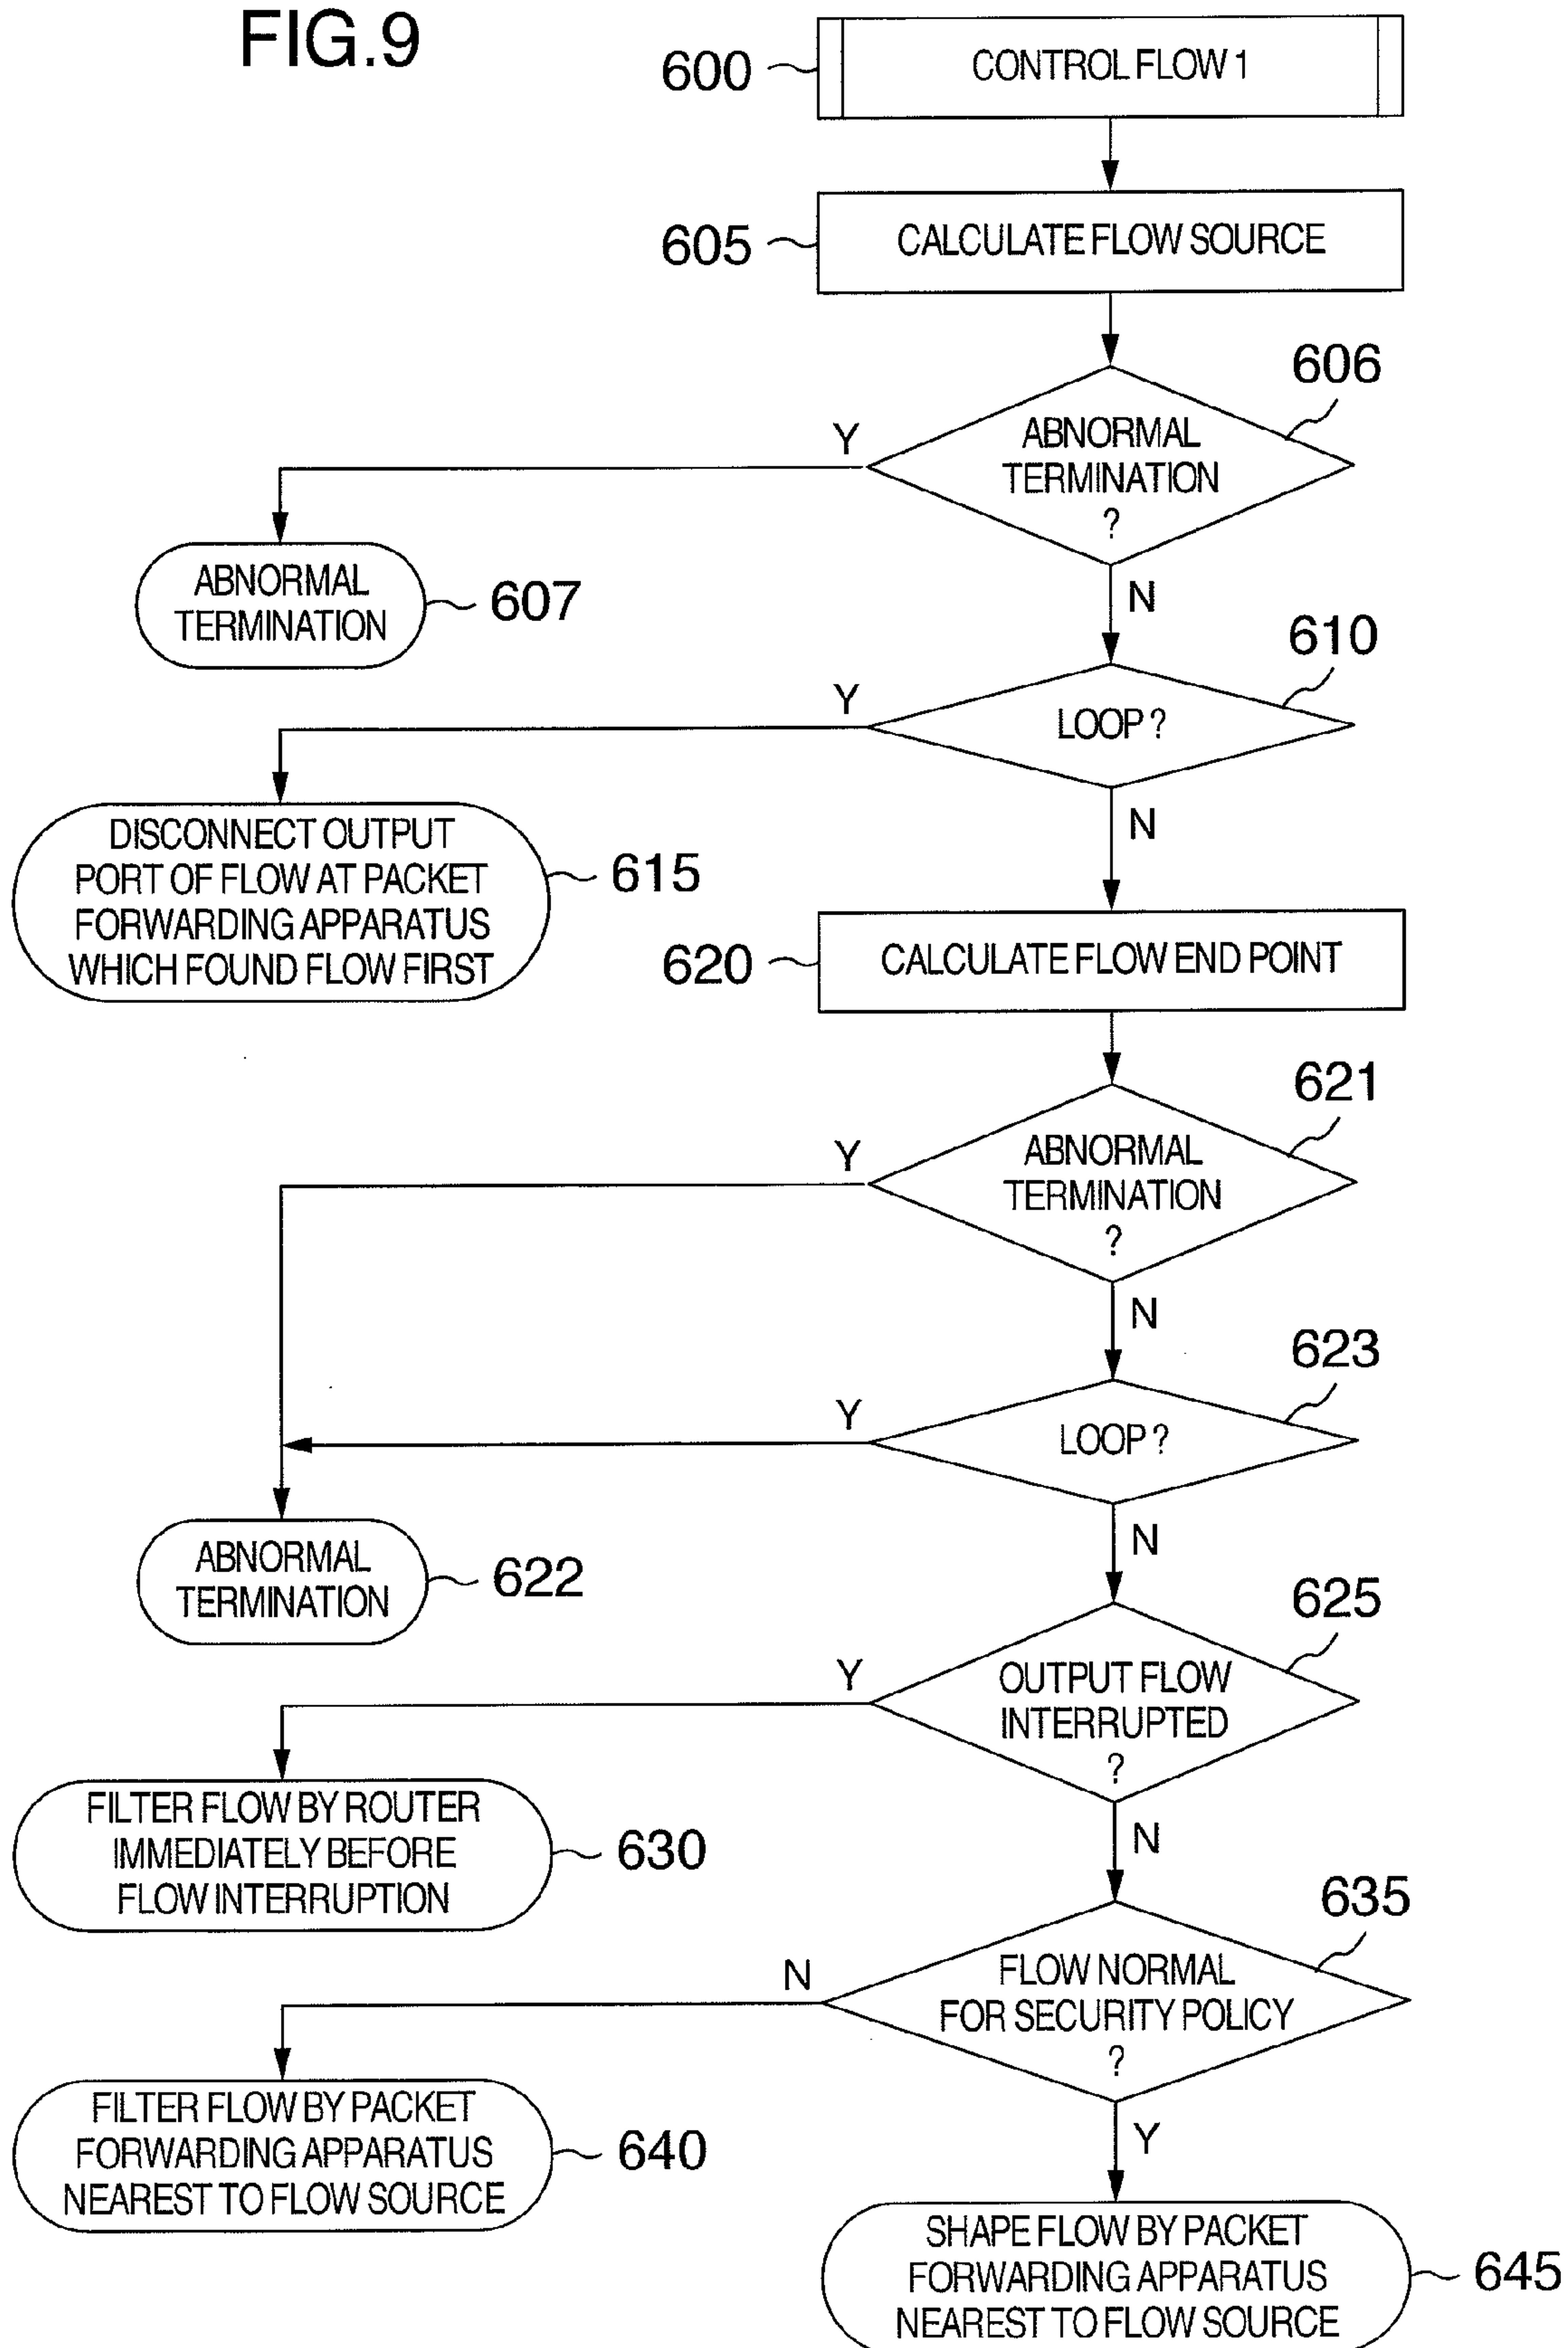 FIG.9
600
CONTROL FLOW 1
605
CALCULATE FLOW SOURCE
606
ABNORMAL
TERMINATION
?
Y
N
ABNORMAL
TERMINATION
607
610
LOOP ?
Y
N
DISCONNECT OUTPUT
PORT OF FLOW AT PACKET
FORWARDING APPARATUS
WHICH FOUND FLOW FIRST
615
620
CALCULATE FLOW END POINT
621
ABNORMAL
TERMINATION
?
Y
N
623
LOOP ?
Y
N
ABNORMAL
TERMINATION
622
625
OUTPUT FLOW
INTERRUPTED
?
Y
N
FILTER FLOW BY ROUTER
IMMEDIATELY BEFORE
FLOW INTERRUPTION
630
635
FLOW NORMAL
FOR SECURITY POLICY
?
N
Y
FILTER FLOW BY PACKET
FORWARDING APPARATUS
NEAREST TO FLOW SOURCE
640
SHAPE FLOW BY PACKET
FORWARDING APPARATUS
NEAREST TO FLOW SOURCE
645